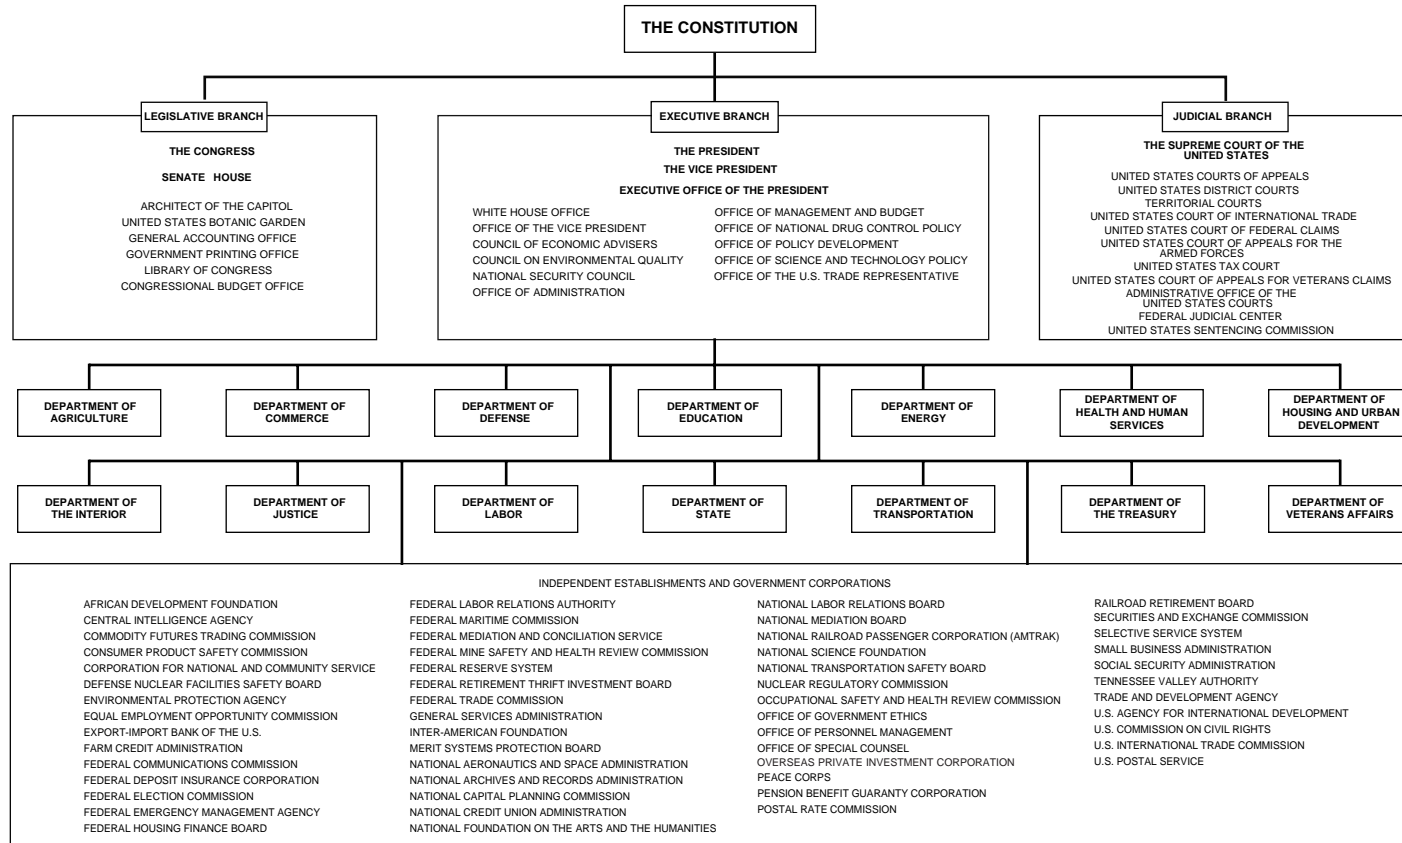 THE CONSTITUTION
LEGISLATIVE BRANCH
THE CONGRESS
SENATE HOUSE
ARCHITECT OF THE CAPITOL
UNITED STATES BOTANIC GARDEN
GENERAL ACCOUNTING OFFICE
GOVERNMENT PRINTING OFFICE
LIBRARY OF CONGRESS
CONGRESSIONAL BUDGET OFFICE
EXECUTIVE BRANCH
THE PRESIDENT
THE VICE PRESIDENT
EXECUTIVE OFFICE OF THE PRESIDENT
WHITE HOUSE OFFICE
OFFICE OF THE VICE PRESIDENT
COUNCIL OF ECONOMIC ADVISERS
COUNCIL ON ENVIRONMENTAL QUALITY
NATIONAL SECURITY COUNCIL
OFFICE OF ADMINISTRATION
OFFICE OF MANAGEMENT AND BUDGET
OFFICE OF NATIONAL DRUG CONTROL POLICY
OFFICE OF POLICY DEVELOPMENT
OFFICE OF SCIENCE AND TECHNOLOGY POLICY
OFFICE OF THE U.S. TRADE REPRESENTATIVE
JUDICIAL BRANCH
THE SUPREME COURT OF THE
UNITED STATES
UNITED STATES COURTS OF APPEALS
UNITED STATES DISTRICT COURTS
TERRITORIAL COURTS
UNITED STATES COURT OF INTERNATIONAL TRADE
UNITED STATES COURT OF FEDERAL CLAIMS
UNITED STATES COURT OF APPEALS FOR THE
ARMED FORCES
UNITED STATES TAX COURT
UNITED STATES COURT OF APPEALS FOR VETERANS CLAIMS
ADMINISTRATIVE OFFICE OF THE
UNITED STATES COURTS
FEDERAL JUDICIAL CENTER
UNITED STATES SENTENCING COMMISSION
DEPARTMENT OF
AGRICULTURE
DEPARTMENT OF
COMMERCE
DEPARTMENT OF
DEFENSE
DEPARTMENT OF
EDUCATION
DEPARTMENT OF
ENERGY
DEPARTMENT OF
HEALTH AND HUMAN
SERVICES
DEPARTMENT OF
HOUSING AND URBAN
DEVELOPMENT
DEPARTMENT OF
THE INTERIOR
DEPARTMENT OF
JUSTICE
DEPARTMENT OF
LABOR
DEPARTMENT OF
STATE
DEPARTMENT OF
TRANSPORTATION
DEPARTMENT OF
THE TREASURY
DEPARTMENT OF
VETERANS AFFAIRS
INDEPENDENT ESTABLISHMENTS AND GOVERNMENT CORPORATIONS
AFRICAN DEVELOPMENT FOUNDATION
CENTRAL INTELLIGENCE AGENCY
COMMODITY FUTURES TRADING COMMISSION
CONSUMER PRODUCT SAFETY COMMISSION
CORPORATION FOR NATIONAL AND COMMUNITY SERVICE
DEFENSE NUCLEAR FACILITIES SAFETY BOARD
ENVIRONMENTAL PROTECTION AGENCY
EQUAL EMPLOYMENT OPPORTUNITY COMMISSION
EXPORT-IMPORT BANK OF THE U.S.
FARM CREDIT ADMINISTRATION
FEDERAL COMMUNICATIONS COMMISSION
FEDERAL DEPOSIT INSURANCE CORPORATION
FEDERAL ELECTION COMMISSION
FEDERAL EMERGENCY MANAGEMENT AGENCY
FEDERAL HOUSING FINANCE BOARD
FEDERAL LABOR RELATIONS AUTHORITY
FEDERAL MARITIME COMMISSION
FEDERAL MEDIATION AND CONCILIATION SERVICE
FEDERAL MINE SAFETY AND HEALTH REVIEW COMMISSION
FEDERAL RESERVE SYSTEM
FEDERAL RETIREMENT THRIFT INVESTMENT BOARD
FEDERAL TRADE COMMISSION
GENERAL SERVICES ADMINISTRATION
INTER-AMERICAN FOUNDATION
MERIT SYSTEMS PROTECTION BOARD
NATIONAL AERONAUTICS AND SPACE ADMINISTRATION
NATIONAL ARCHIVES AND RECORDS ADMINISTRATION
NATIONAL CAPITAL PLANNING COMMISSION
NATIONAL CREDIT UNION ADMINISTRATION
NATIONAL FOUNDATION ON THE ARTS AND THE HUMANITIES
NATIONAL LABOR RELATIONS BOARD
NATIONAL MEDIATION BOARD
NATIONAL RAILROAD PASSENGER CORPORATION (AMTRAK)
NATIONAL SCIENCE FOUNDATION
NATIONAL TRANSPORTATION SAFETY BOARD
NUCLEAR REGULATORY COMMISSION
OCCUPATIONAL SAFETY AND HEALTH REVIEW COMMISSION
OFFICE OF GOVERNMENT ETHICS
OFFICE OF PERSONNEL MANAGEMENT
OFFICE OF SPECIAL COUNSEL
OVERSEAS PRIVATE INVESTMENT CORPORATION
PEACE CORPS
PENSION BENEFIT GUARANTY CORPORATION
POSTAL RATE COMMISSION
RAILROAD RETIREMENT BOARD
SECURITIES AND EXCHANGE COMMISSION
SELECTIVE SERVICE SYSTEM
SMALL BUSINESS ADMINISTRATION
SOCIAL SECURITY ADMINISTRATION
TENNESSEE VALLEY AUTHORITY
TRADE AND DEVELOPMENT AGENCY
U.S. AGENCY FOR INTERNATIONAL DEVELOPMENT
U.S. COMMISSION ON CIVIL RIGHTS
U.S. INTERNATIONAL TRADE COMMISSION
U.S. POSTAL SERVICE